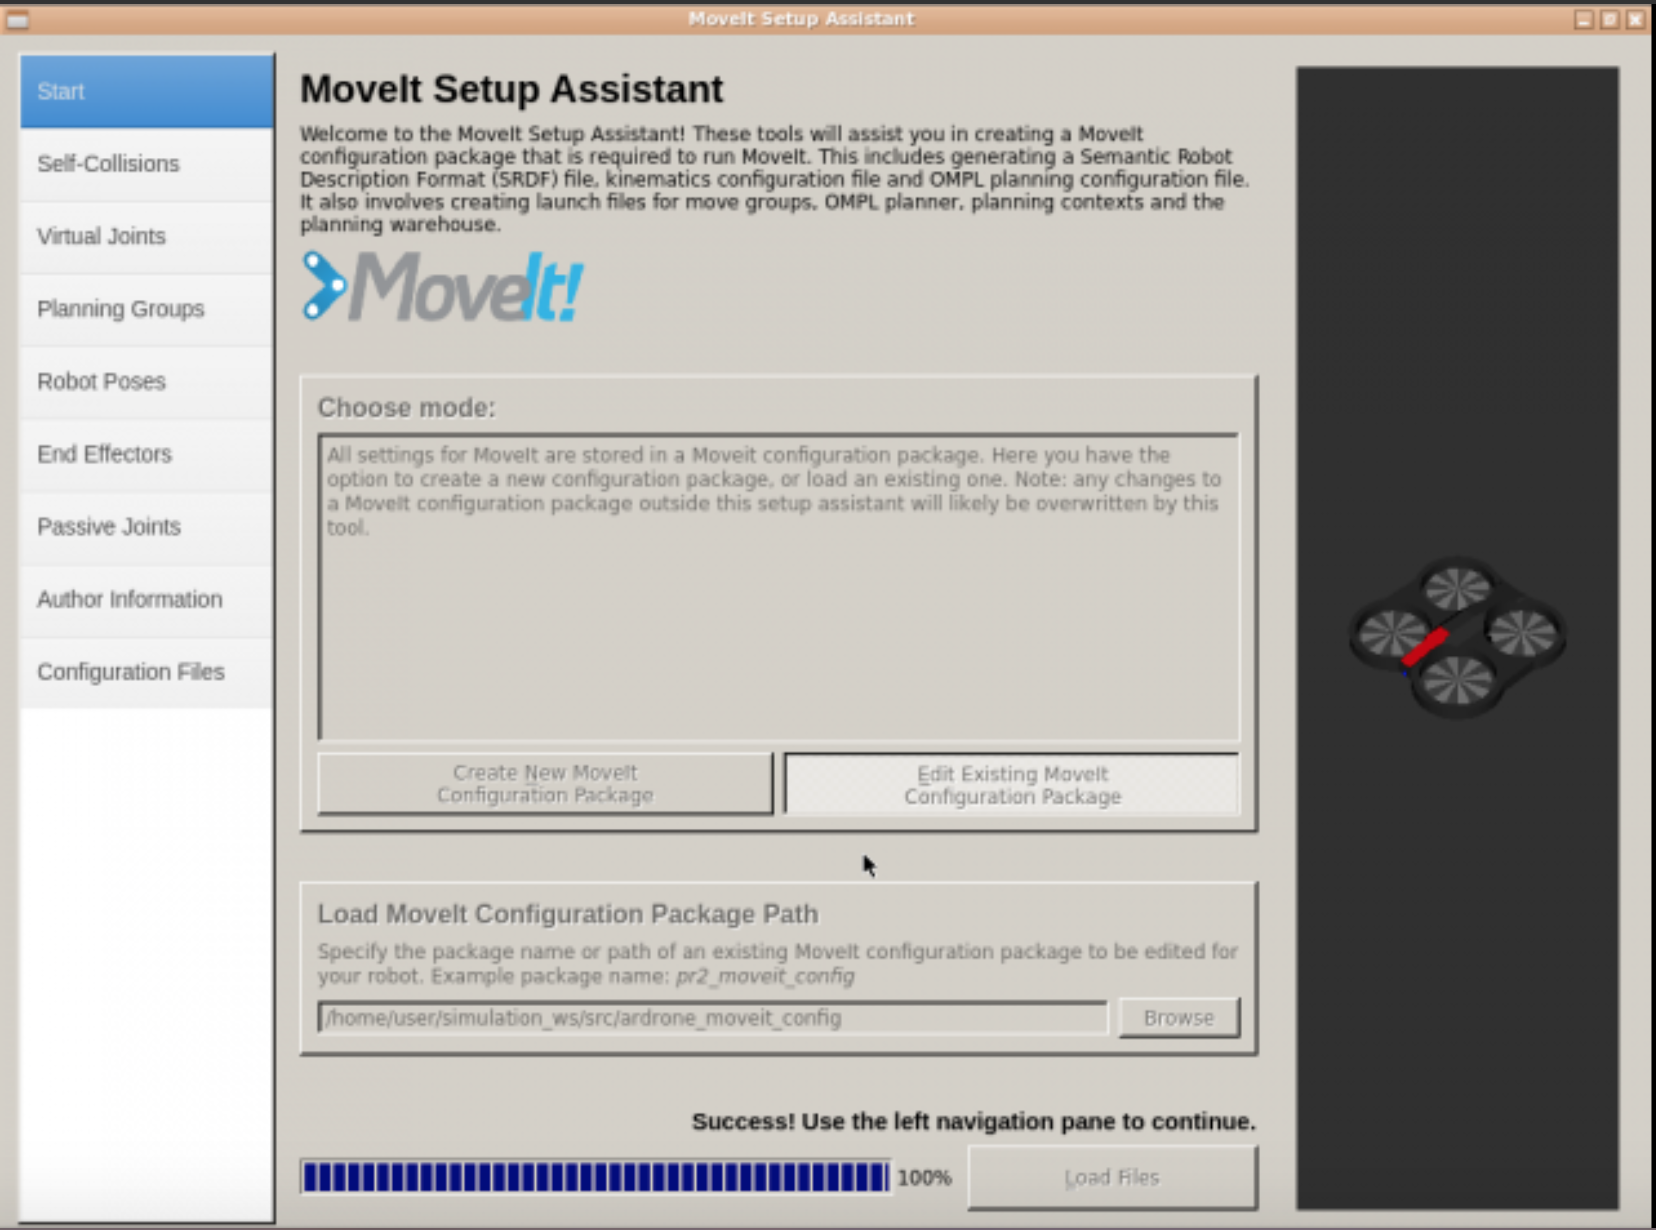 MoveIt Setup Assistant
Start
Self-Collisions
Virtual Joints
Planning Groups
Robot Poses
End Effectors
Passive Joints
Author Information
Configuration Files
MoveIt Setup Assistant
Welcome to the MoveIt Setup Assistant! These tools will assist you in creating a MoveIt
configuration package that is required to run MoveIt. This includes generating a Semantic Robot
Description Format (SRDF) file, kinematics configuration file and OMPL planning configuration file.
It also involves creating launch files for move groups, OMPL planner, planning contexts and the
planning warehouse.
MoveIt!
Choose mode:
All settings for MoveIt are stored in a Moveit configuration package. Here you have the
option to create a new configuration package, or load an existing one. Note: any changes to
a MoveIt configuration package outside this setup assistant will likely be overwritten by this
tool.
Create New MoveIt
Configuration Package
Edit Existing MoveIt
Configuration Package
Load MoveIt Configuration Package Path
Specify the package name or path of an existing MoveIt configuration package to be edited for
your robot. Example package name: pr2_moveit_config
/home/user/simulation_ws/src/ardrone_moveit_config
Browse
Success! Use the left navigation pane to continue.
100%
Load Files